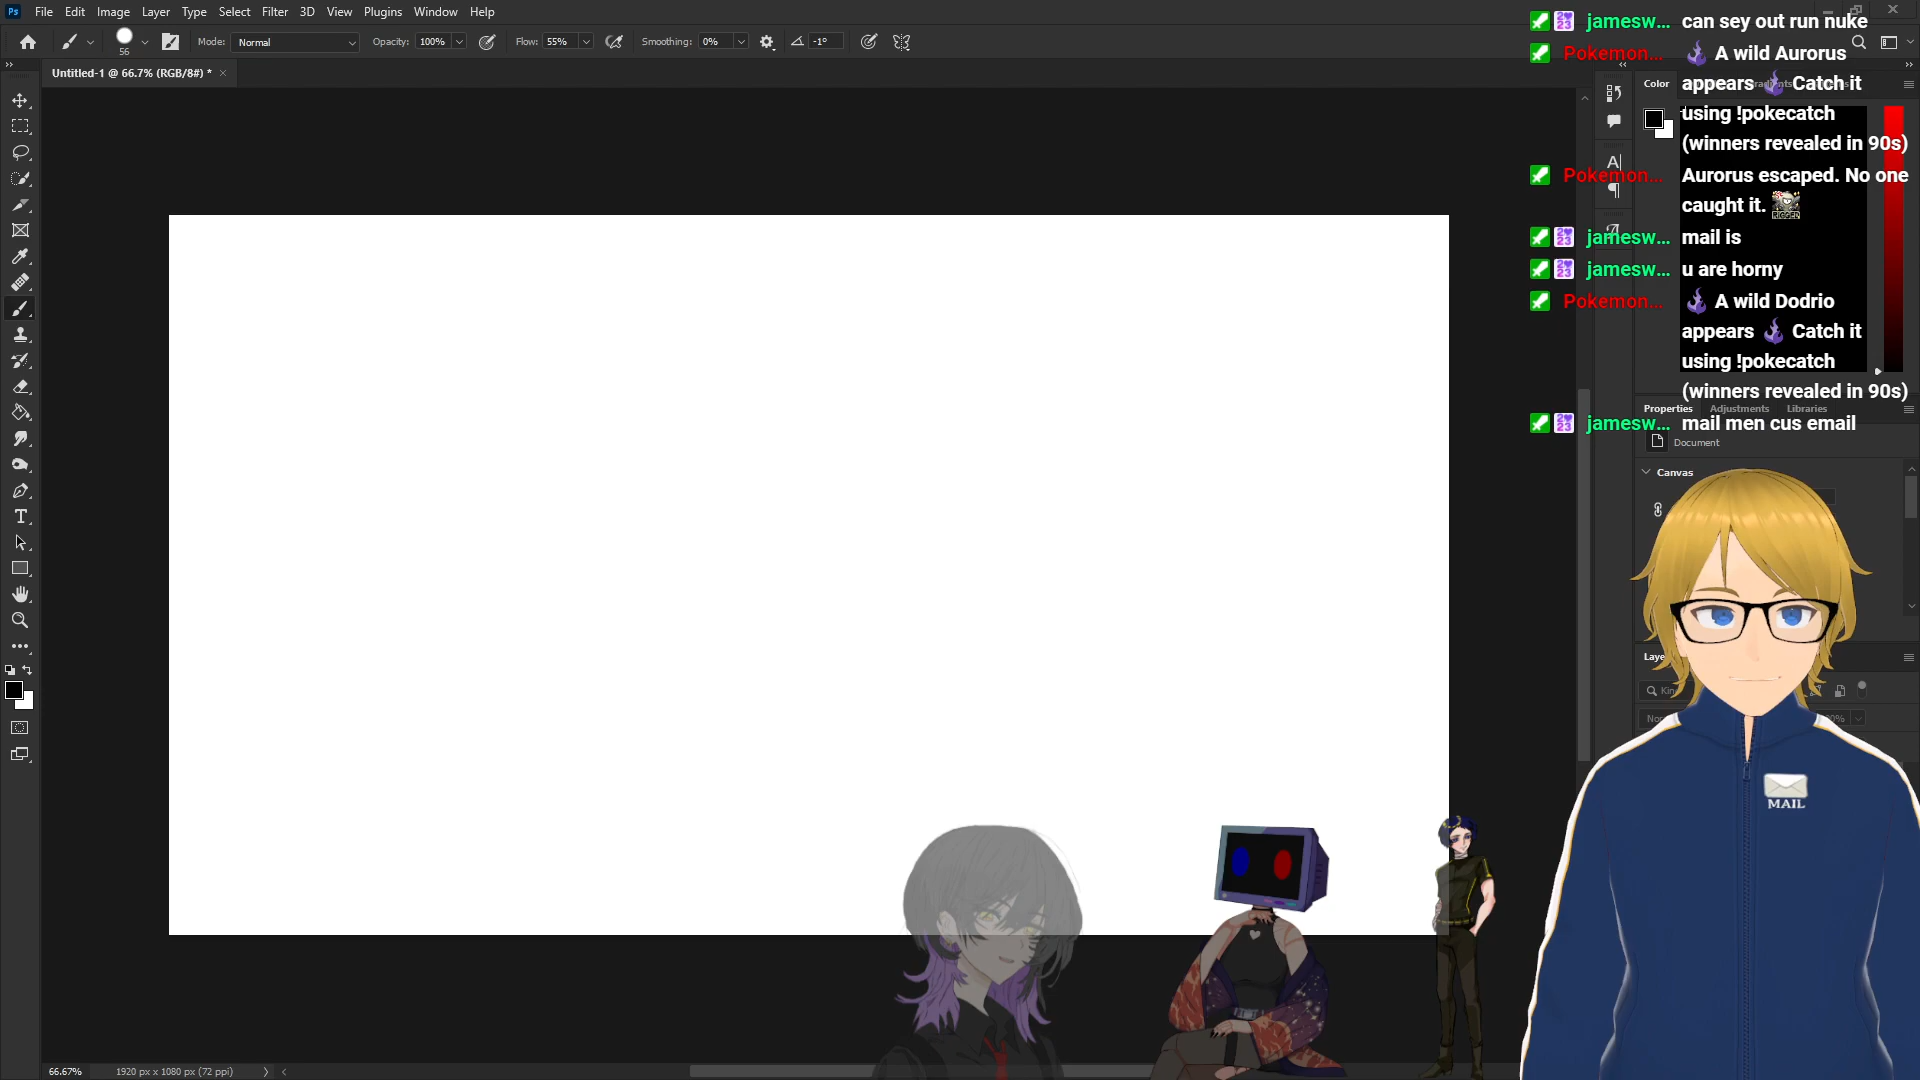 Ps File Edit Image Layer Type Select Filter 3D View Plugins Window Help
56 Mode: Normal Opacity: 100% Flow: 55% Smoothing: 0% -1°
Untitled-1 @ 66.7% (RGB/8#) *
jamesw... can sey out run nuke
Pokemon... A wild Aurorus
appears Catch it
using !pokecatch
(winners revealed in 90s)
Pokemon... Aurorus escaped. No one
caught it.
jamesw... mail is
jamesw... u are horny
Pokemon... A wild Dodrio
appears Catch it
using !pokecatch
(winners revealed in 90s)
jamesw... mail men cus email
Color
Properties Adjustments Libraries
Document
Canvas
MAIL
66.67% 1920 px x 1080 px (72 ppi)